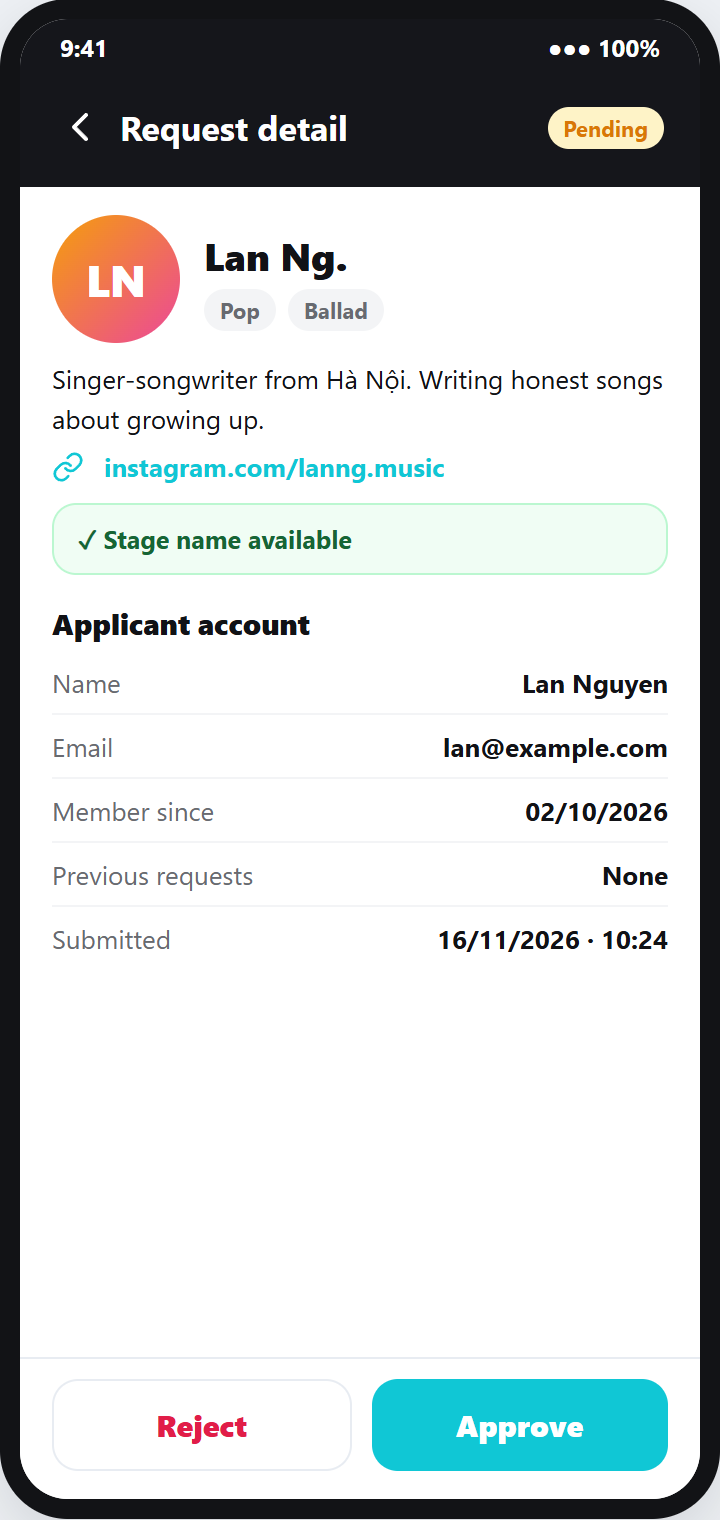 9:41 ●●● 100%
Request detail Pending
LN
Lan Ng.
Pop Ballad
Singer-songwriter from Hà Nội. Writing honest songs
about growing up.
instagram.com/lanng.music
✓ Stage name available
Applicant account
Name Lan Nguyen
Email lan@example.com
Member since 02/10/2026
Previous requests None
Submitted 16/11/2026 · 10:24
Reject Approve